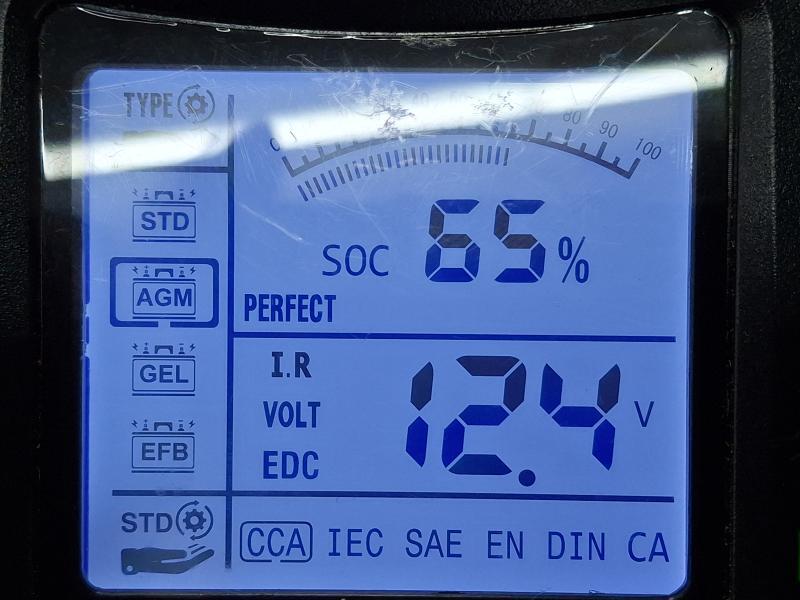 TYPE
0 80 90 100
STD
SOC 65%
AGM
PERFECT
I.R
GEL
VOLT 12.4 V
EFB
EDC
STD
CCA IEC SAE EN DIN CA